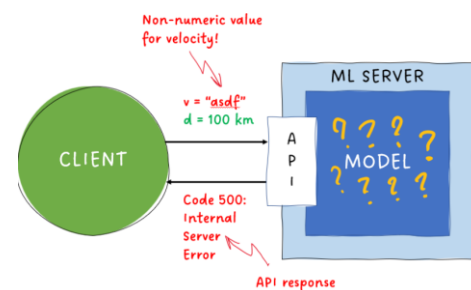 Non-numeric value
for velocity!
v = "asdf"
d = 100 km
CLIENT
ML SERVER
A
P
I
MODEL
? ? ? ?
? ? ? ?
Code 500:
Internal
Server
Error
API response